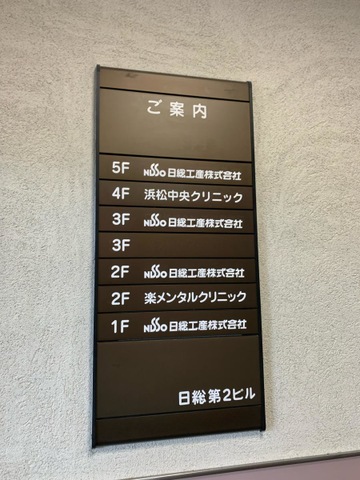 ご案内
5F NISSO 日総工産株式会社
4F 浜松中央クリニック
3F NISSO 日総工産株式会社
3F
2F NISSO 日総工産株式会社
2F 楽メンタルクリニック
1F NISSO 日総工産株式会社
日総第2ビル